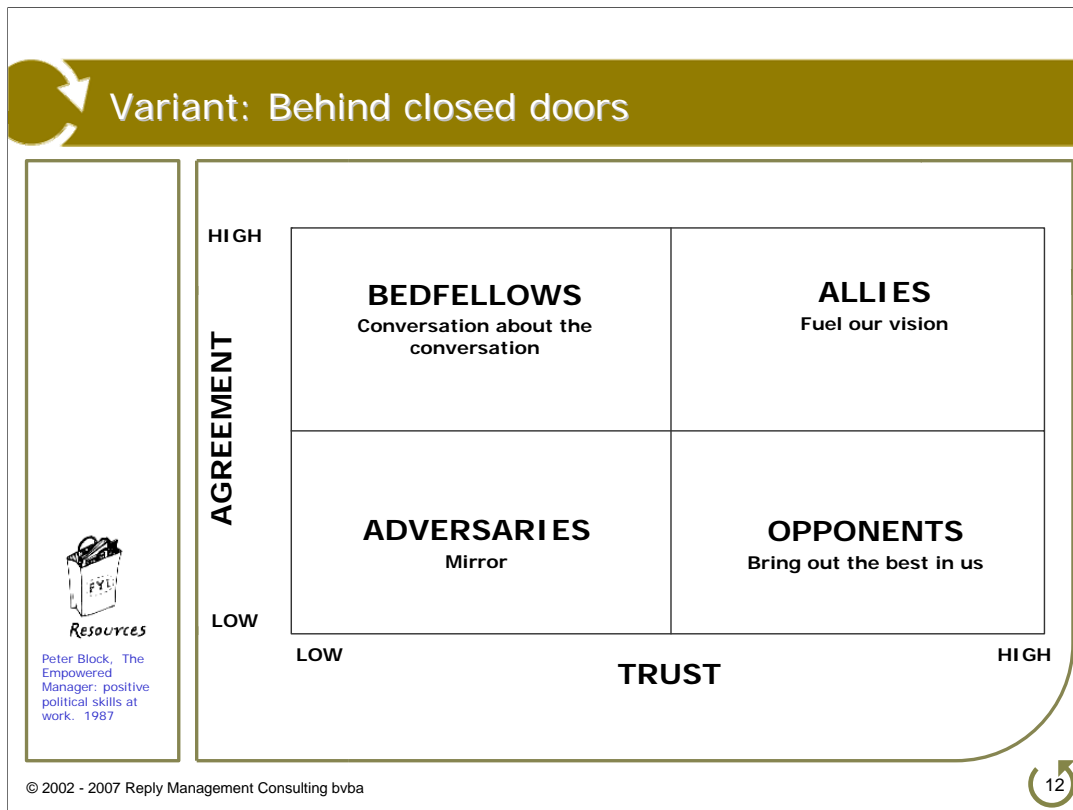 Variant: Behind closed doors
HIGH
BEDFELLOWS
Conversation about the
conversation
ALLIES
Fuel our vision
AGREEMENT
ADVERSARIES
Mirror
OPPONENTS
Bring out the best in us
LOW
LOW
TRUST
HIGH
FYI
Resources
Peter Block, The
Empowered
Manager: positive
political skills at
work. 1987
© 2002 - 2007 Reply Management Consulting bvba
12